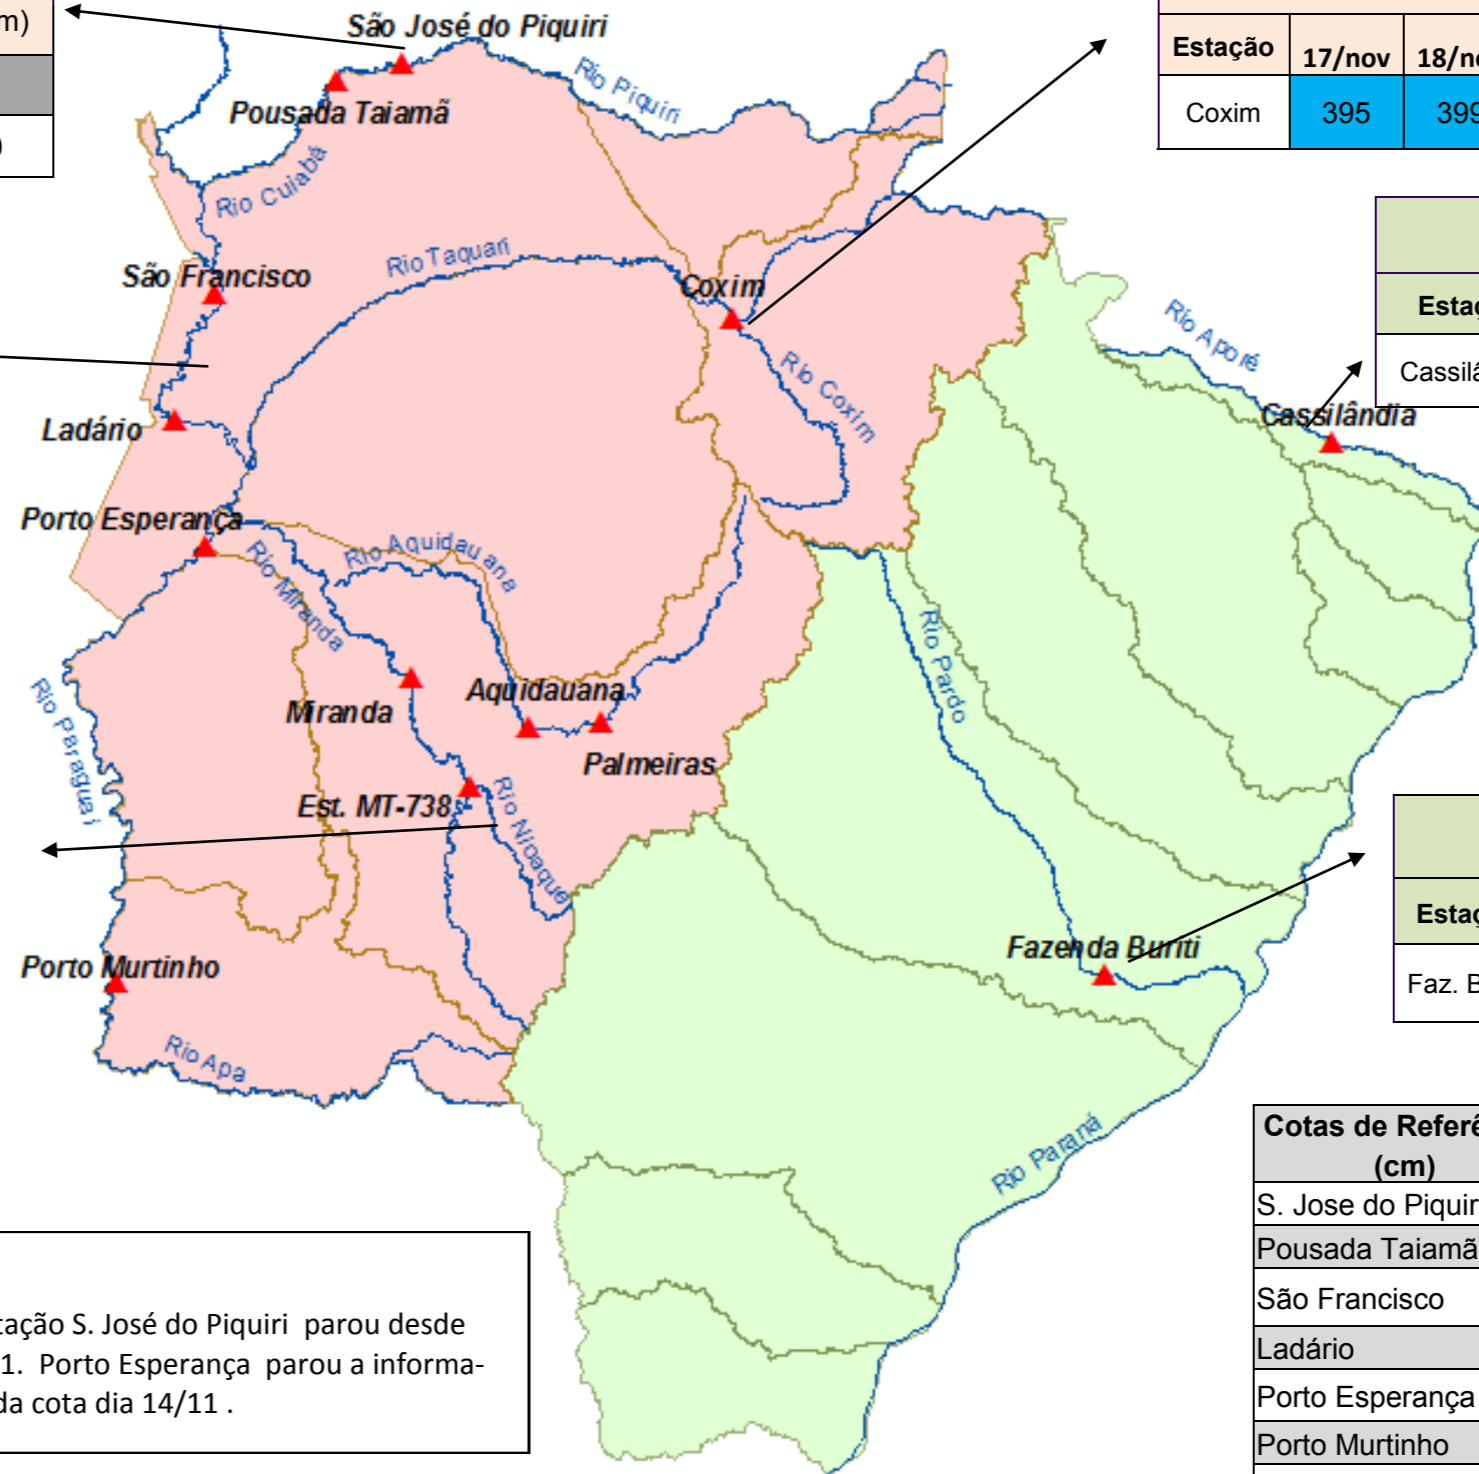 m)
)
São José do Piquiri
Pousada Taiamã
Rio Piquiri
Rio Cuiabá
Estação 17/nov 18/no
Coxim 395 399
São Francisco
Rio Taquari
Coxim
Rio Coxim
Rio Aporé
Estaç
Cassilâ
Cassilândia
Ladário
Porto Esperança
Rio Miranda
Rio Aquidauana
Rio Pardo
Rio Paraguai
Miranda
Aquidauana
Palmeiras
Est. MT-738
Rio Nioaque
Estaç
Faz. B
Fazenda Buriti
Porto Murtinho
Rio Apa
Rio Paraná
Cotas de Referê
(cm)
S. Jose do Piquir
Pousada Taiamã
São Francisco
Ladário
Porto Esperança
Porto Murtinho
tação S. José do Piquiri parou desde
1. Porto Esperança parou a informa-
da cota dia 14/11 .